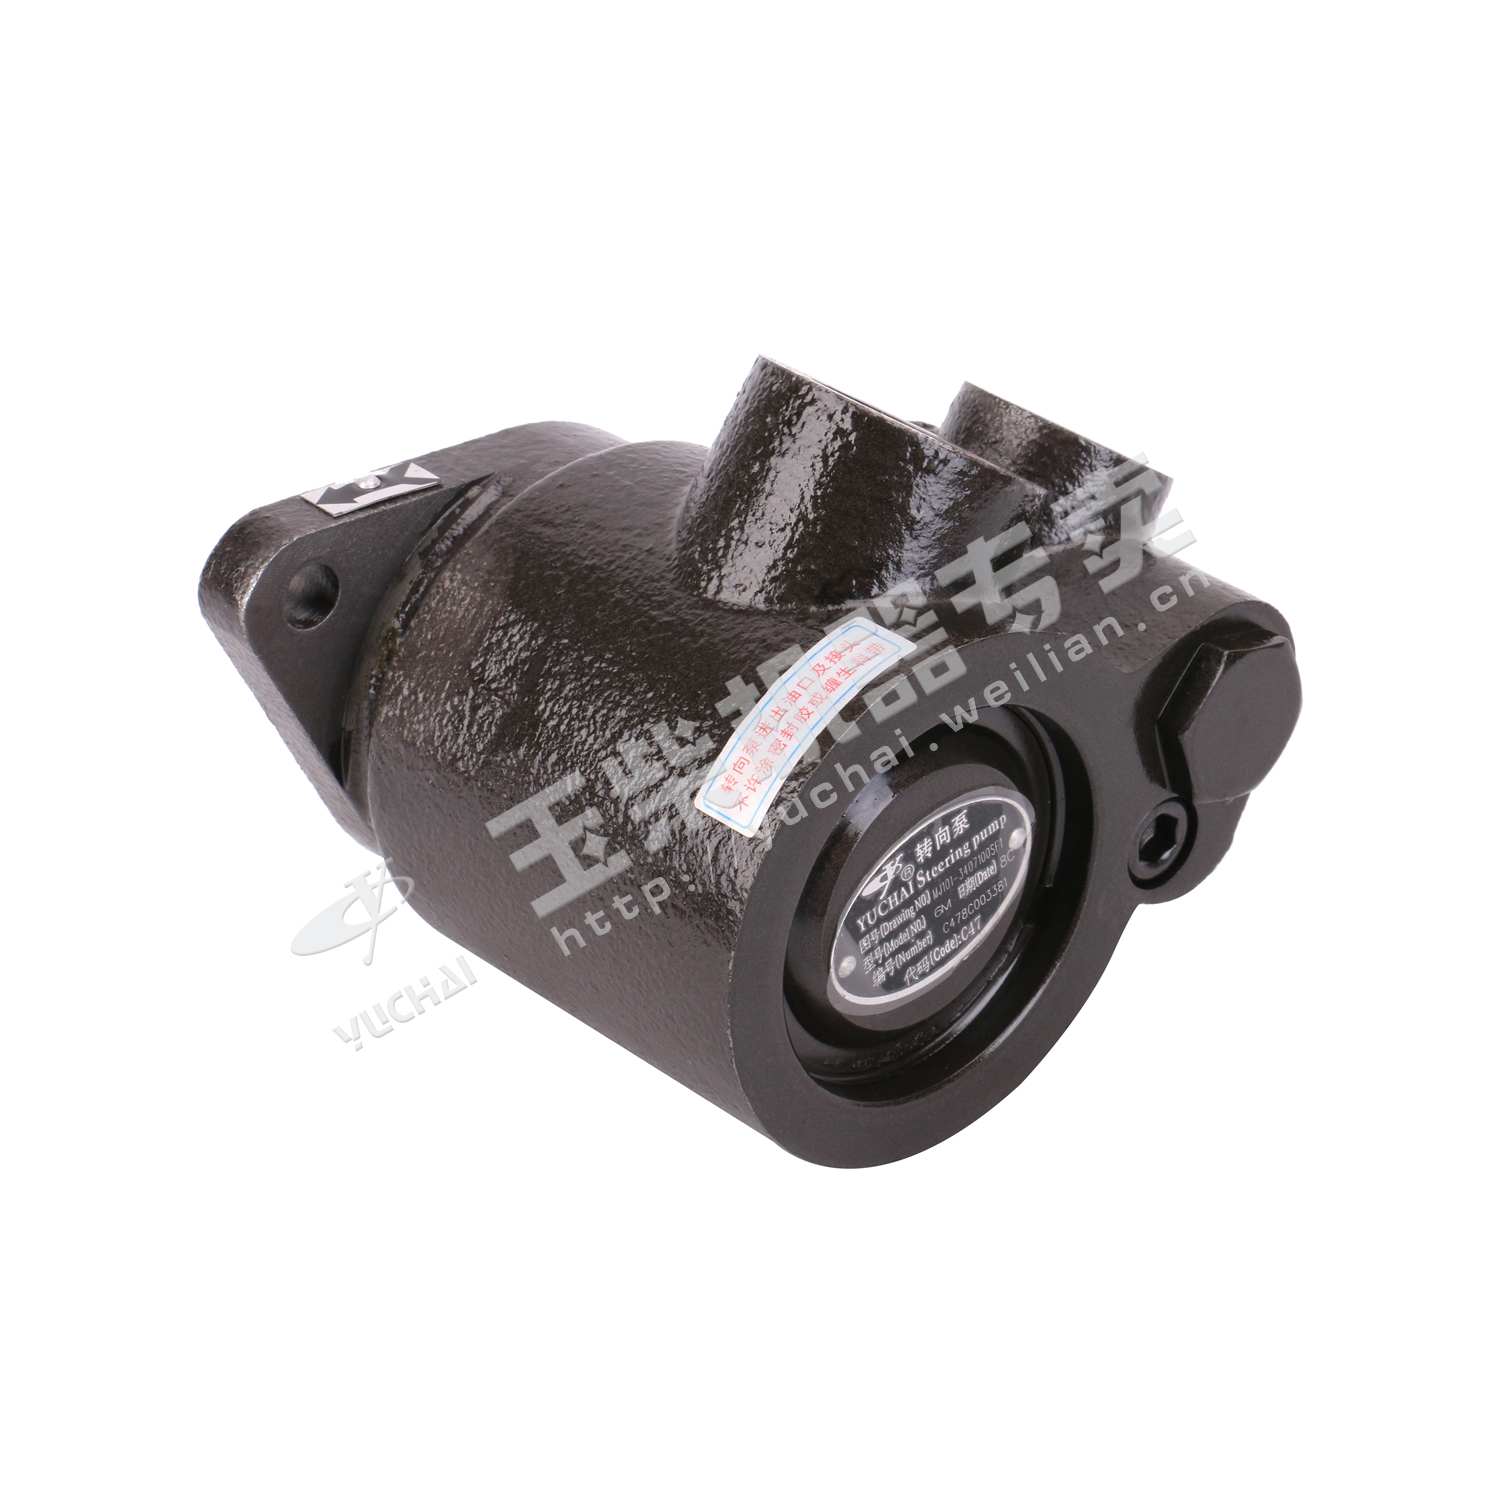 转向泵进出油口及接头
不许涂密封胶或缠生料带
转向泵
YUCHAI Steering pump
图号(Drawing NO.) MJ101-3407100SF1
型号(Model NO.) 6M 日期(Date) 8C
编号(Number) C478C003381
代码(Code):C47
玉柴机器专卖
http://yuchai.weilian.cn
YUCHAI